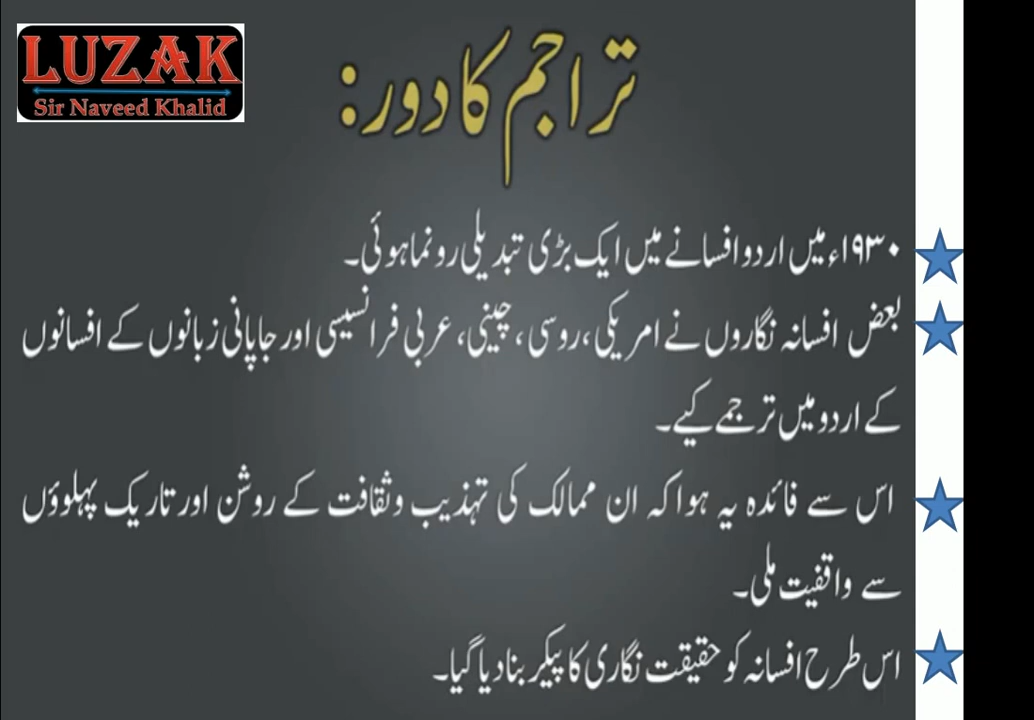 LUZAK
Sir Naveed Khalid
تراجم کا دور:
۱۹۳۰ء میں اردو افسانے میں ایک بڑی تبدیلی رونما ہوئی۔
بعض افسانہ نگاروں نے امریکی، روسی، چینی، عربی فرانسیسی اور جاپانی زبانوں کے افسانوں
کے اردو میں ترجمے کیے۔
اس سے فائدہ یہ ہوا کہ ان ممالک کی تہذیب وثقافت کے روشن اور تاریک پہلوؤں
سے واقفیت ملی۔
اس طرح افسانہ کو حقیقت نگاری کا پیکر بنا دیا گیا۔